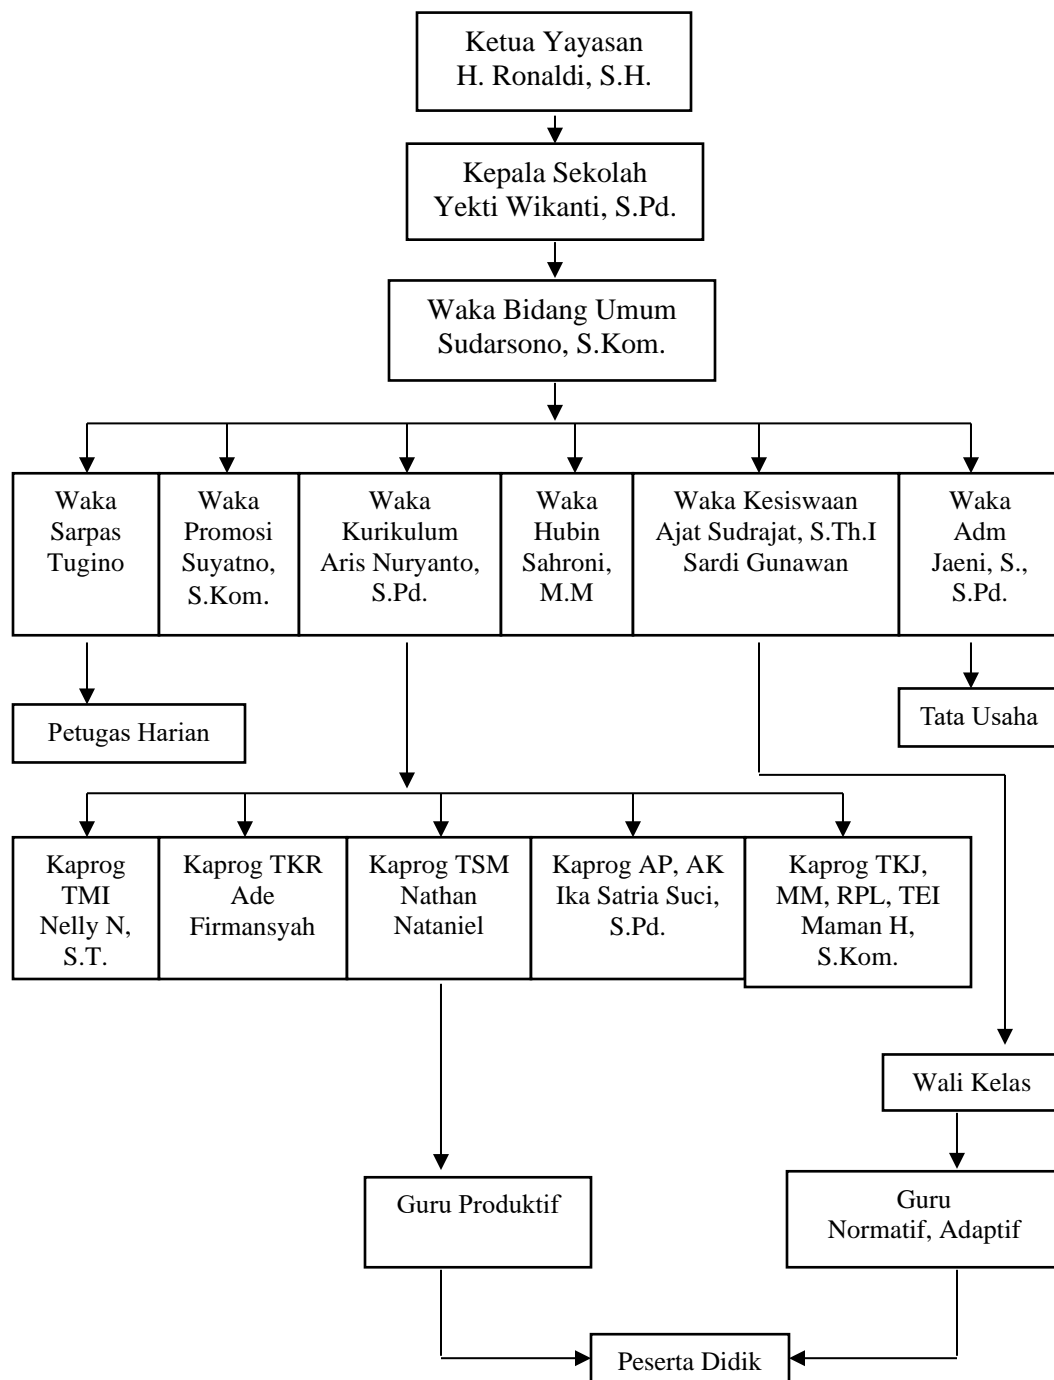 Ketua Yayasan
H. Ronaldi, S.H.
Kepala Sekolah
Yekti Wikanti, S.Pd.
Waka Bidang Umum
Sudarsono, S.Kom.
Waka
Sarpas
Tugino
Waka
Promosi
Suyatno,
S.Kom.
Waka
Kurikulum
Aris Nuryanto,
S.Pd.
Waka
Hubin
Sahroni,
M.M
Waka Kesiswaan
Ajat Sudrajat, S.Th.I
Sardi Gunawan
Waka
Adm
Jaeni, S.,
S.Pd.
Petugas Harian
Tata Usaha
Kaprog
TMI
Nelly N,
S.T.
Kaprog TKR
Ade
Firmansyah
Kaprog TSM
Nathan
Nataniel
Kaprog AP, AK
Ika Satria Suci,
S.Pd.
Kaprog TKJ,
MM, RPL, TEI
Maman H,
S.Kom.
Wali Kelas
Guru Produktif
Guru
Normatif, Adaptif
Peserta Didik